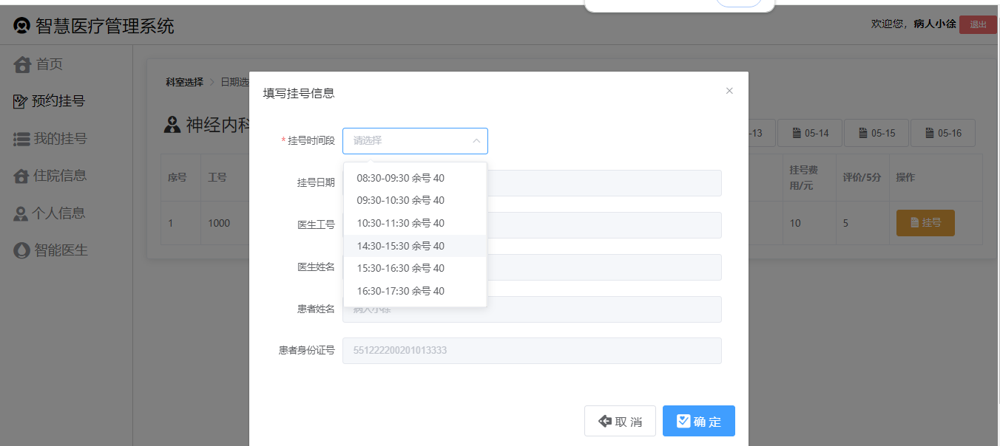 智慧医疗管理系统
欢迎您，病人小徐 退出
首页
预约挂号
我的挂号
住院信息
个人信息
智能医生
科室选择 > 日期选
神经内科
-13 05-14 05-15 05-16
序号 工号 挂号费用/元 评价/5分 操作
1 1000 10 5 挂号
填写挂号信息
* 挂号时间段 请选择
08:30-09:30 余号 40
09:30-10:30 余号 40
10:30-11:30 余号 40
14:30-15:30 余号 40
15:30-16:30 余号 40
16:30-17:30 余号 40
挂号日期
医生工号
医生姓名
患者姓名 病人小徐
患者身份证号 551222200201013333
取 消 确 定